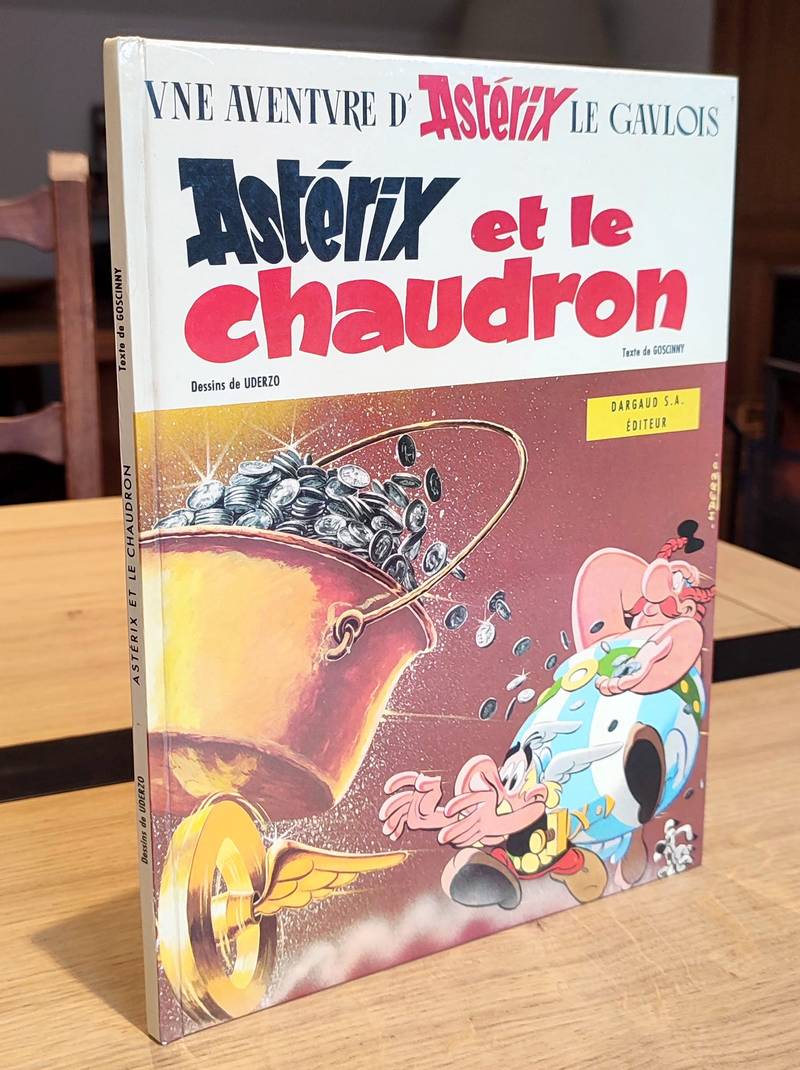 VNE AVENTVRE D' Astérix LE GAVLOIS
Astérix et le
chaudron
Texte de GOSCINNY
Dessins de UDERZO
DARGAUD S.A.
ÉDITEUR
UDERZO
Texte de GOSCINNY
ASTÉRIX ET LE CHAUDRON
Dessins de UDERZO